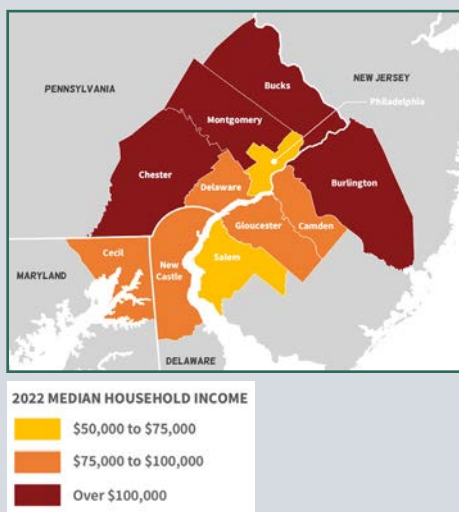 Bucks
NEW JERSEY
PENNSYLVANIA
Philadelphia
Montgomery
Chester
Burlington
Delaware
Gloucester
Camden
Cecil
New
Castle
Salem
MARYLAND
DELAWARE
2022 MEDIAN HOUSEHOLD INCOME
$50,000 to $75,000
$75,000 to $100,000
Over $100,000